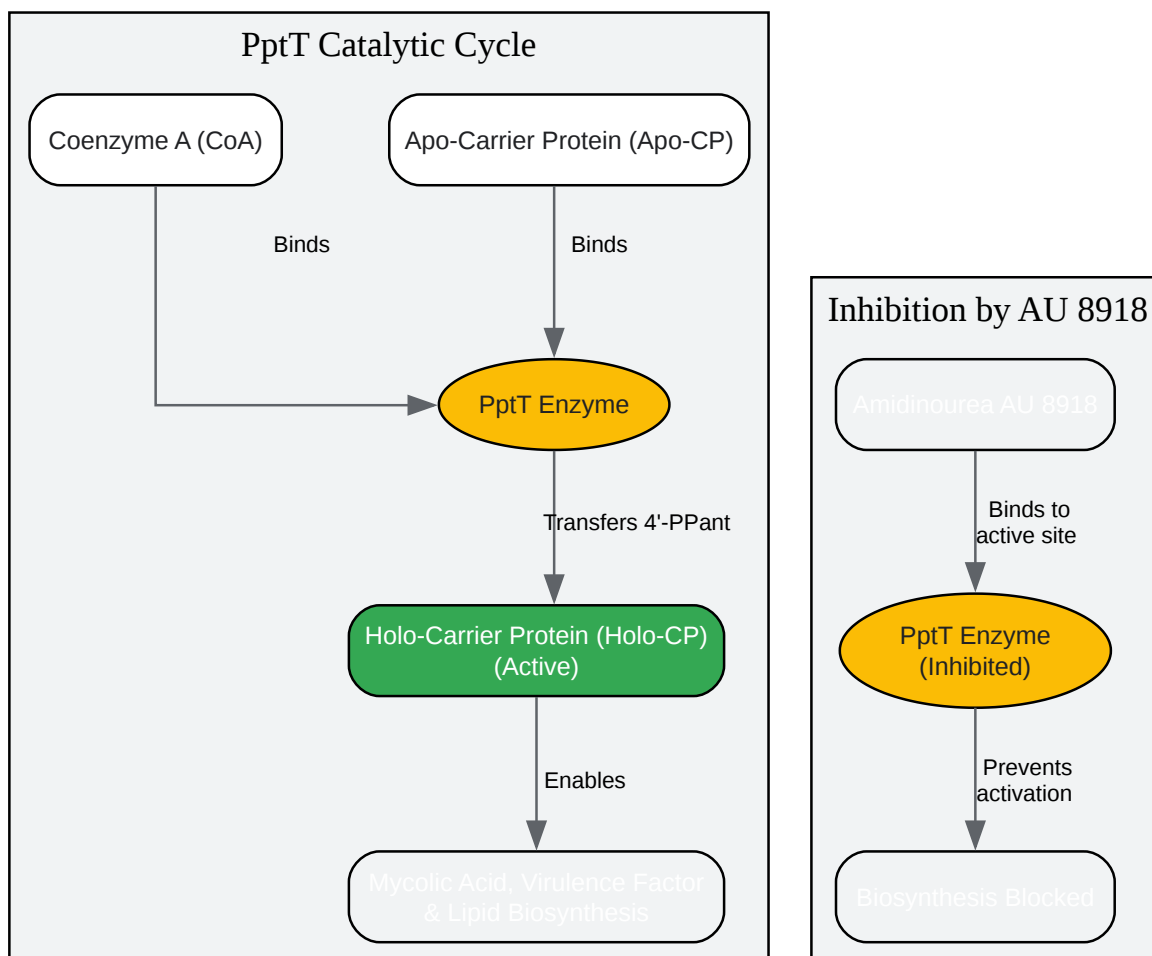 PptT Catalytic Cycle
Coenzyme A (CoA)
Apo-Carrier Protein (Apo-CP)
Binds
Binds
PptT Enzyme
Transfers 4'-PPant
Holo-Carrier Protein (Holo-CP)
(Active)
Enables
Mycolic Acid, Virulence Factor
& Lipid Biosynthesis
Inhibition by AU 8918
Amidinourea AU 8918
Binds to
active site
PptT Enzyme
(Inhibited)
Prevents
activation
Biosynthesis Blocked